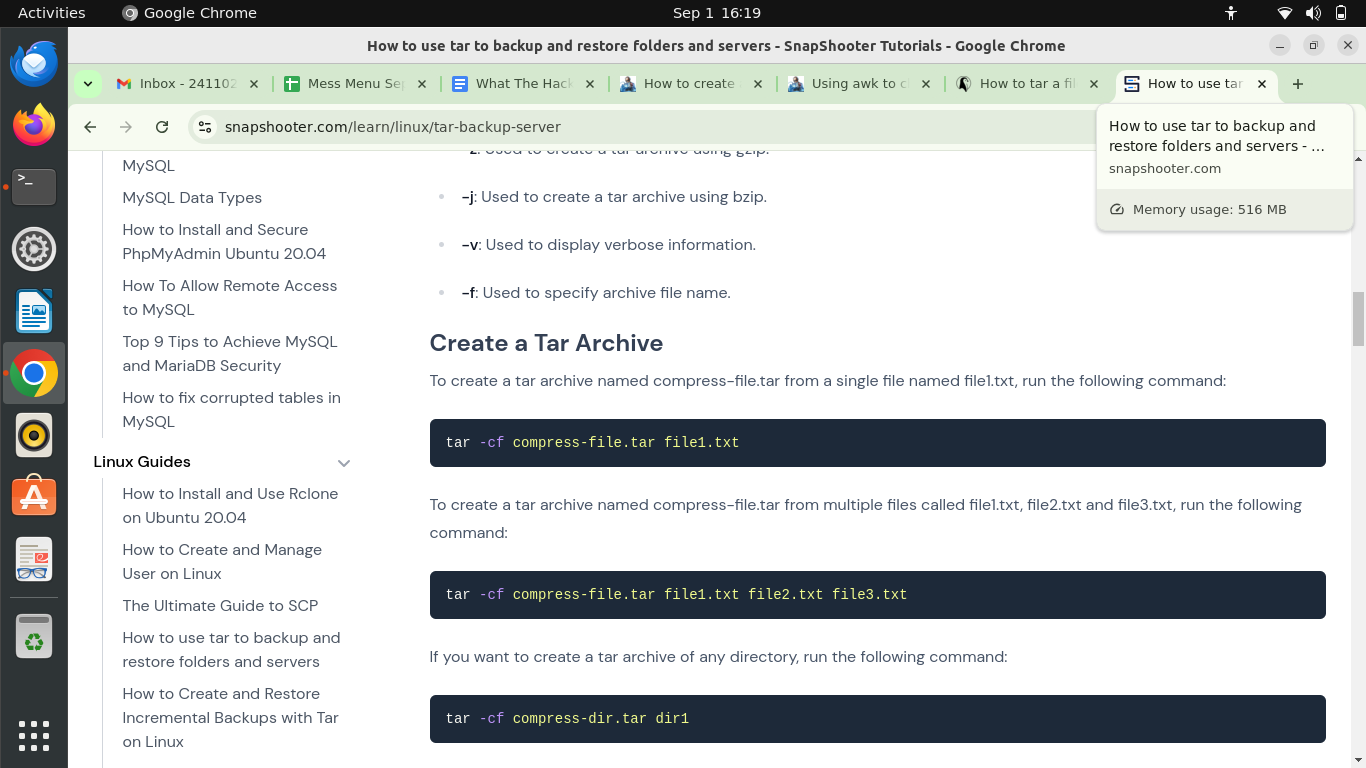 Activities
Google Chrome
Sep 1 16:19
How to use tar to backup and restore folders and servers - SnapShooter Tutorials - Google Chrome
Inbox - 241102
Mess Menu Sep
What The Hack
How to create
Using awk to c
How to tar a fil
How to use tar
snapshooter.com/learn/linux/tar-backup-server
How to use tar to backup and
restore folders and servers - …
snapshooter.com
Memory usage: 516 MB
MySQL
MySQL Data Types
How to Install and Secure
PhpMyAdmin Ubuntu 20.04
How To Allow Remote Access
to MySQL
Top 9 Tips to Achieve MySQL
and MariaDB Security
How to fix corrupted tables in
MySQL
Linux Guides
How to Install and Use Rclone
on Ubuntu 20.04
How to Create and Manage
User on Linux
The Ultimate Guide to SCP
How to use tar to backup and
restore folders and servers
How to Create and Restore
Incremental Backups with Tar
on Linux
-z: Used to create a tar archive using gzip.
-j: Used to create a tar archive using bzip.
-v: Used to display verbose information.
-f: Used to specify archive file name.
Create a Tar Archive
To create a tar archive named compress-file.tar from a single file named file1.txt, run the following command:
tar -cf compress-file.tar file1.txt
To create a tar archive named compress-file.tar from multiple files called file1.txt, file2.txt and file3.txt, run the following
command:
tar -cf compress-file.tar file1.txt file2.txt file3.txt
If you want to create a tar archive of any directory, run the following command:
tar -cf compress-dir.tar dir1